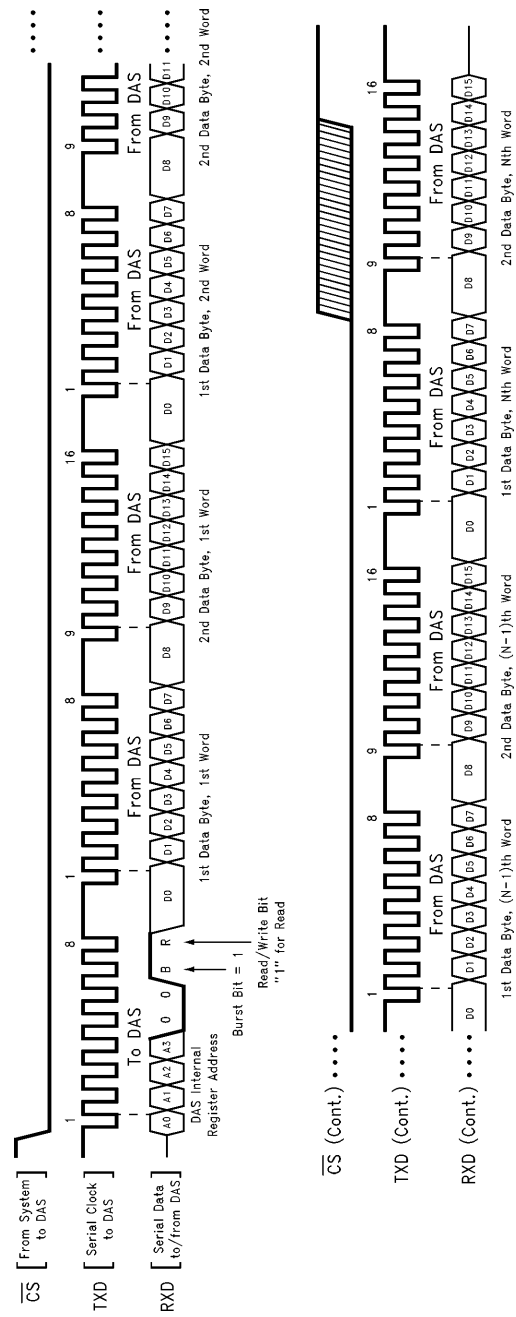 C̅S̅ [From System to DAS] ••••
1 8 1 8 9 16 1 8 9
TXD [Serial Clock to DAS] ••••
To DAS From DAS From DAS From DAS From DAS
RXD [Serial Data to/from DAS] A0 A1 A2 A3 0 0 B R D0 D1 D2 D3 D4 D5 D6 D7 D8 D9 D10 D11 D12 D13 D14 D15 D0 D1 D2 D3 D4 D5 D6 D7 D8 D9 D10 D11 ••••
DAS Internal Register Address
1st Data Byte, 1st Word 2nd Data Byte, 1st Word 1st Data Byte, 2nd Word 2nd Data Byte, 2nd Word
Burst Bit = 1
Read/Write Bit
"1" for Read
C̅S̅ (Cont.) ••••
1 8 9 16 1 8 9 16
TXD (Cont.) ••••
From DAS From DAS From DAS From DAS
RXD (Cont.) •••• D0 D1 D2 D3 D4 D5 D6 D7 D8 D9 D10 D11 D12 D13 D14 D15 D0 D1 D2 D3 D4 D5 D6 D7 D8 D9 D10 D11 D12 D13 D14 D15
1st Data Byte, (N-1)th Word 2nd Data Byte, (N-1)th Word 1st Data Byte, Nth Word 2nd Data Byte, Nth Word